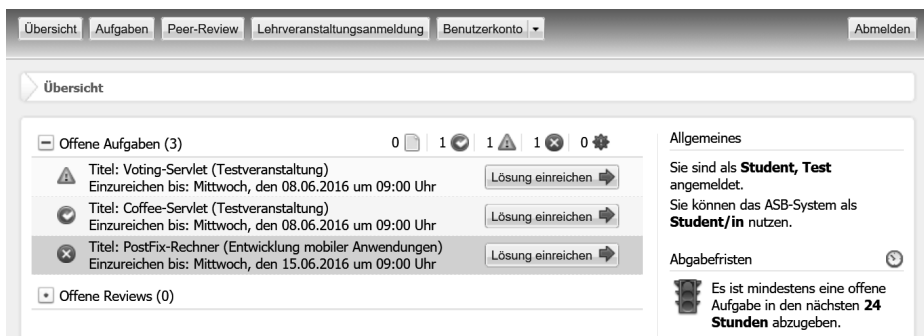 Übersicht Aufgaben Peer-Review Lehrveranstaltungsanmeldung Benutzerkonto Abmelden
Übersicht
Offene Aufgaben (3) 0 1 1 1 0
Titel: Voting-Servlet (Testveranstaltung)
Einzureichen bis: Mittwoch, den 08.06.2016 um 09:00 Uhr
Lösung einreichen
Titel: Coffee-Servlet (Testveranstaltung)
Einzureichen bis: Mittwoch, den 08.06.2016 um 09:00 Uhr
Lösung einreichen
Titel: PostFix-Rechner (Entwicklung mobiler Anwendungen)
Einzureichen bis: Mittwoch, den 15.06.2016 um 09:00 Uhr
Lösung einreichen
Offene Reviews (0)
Allgemeines
Sie sind als Student, Test
angemeldet.
Sie können das ASB-System als
Student/in nutzen.
Abgabefristen
Es ist mindestens eine offene
Aufgabe in den nächsten 24
Stunden abzugeben.